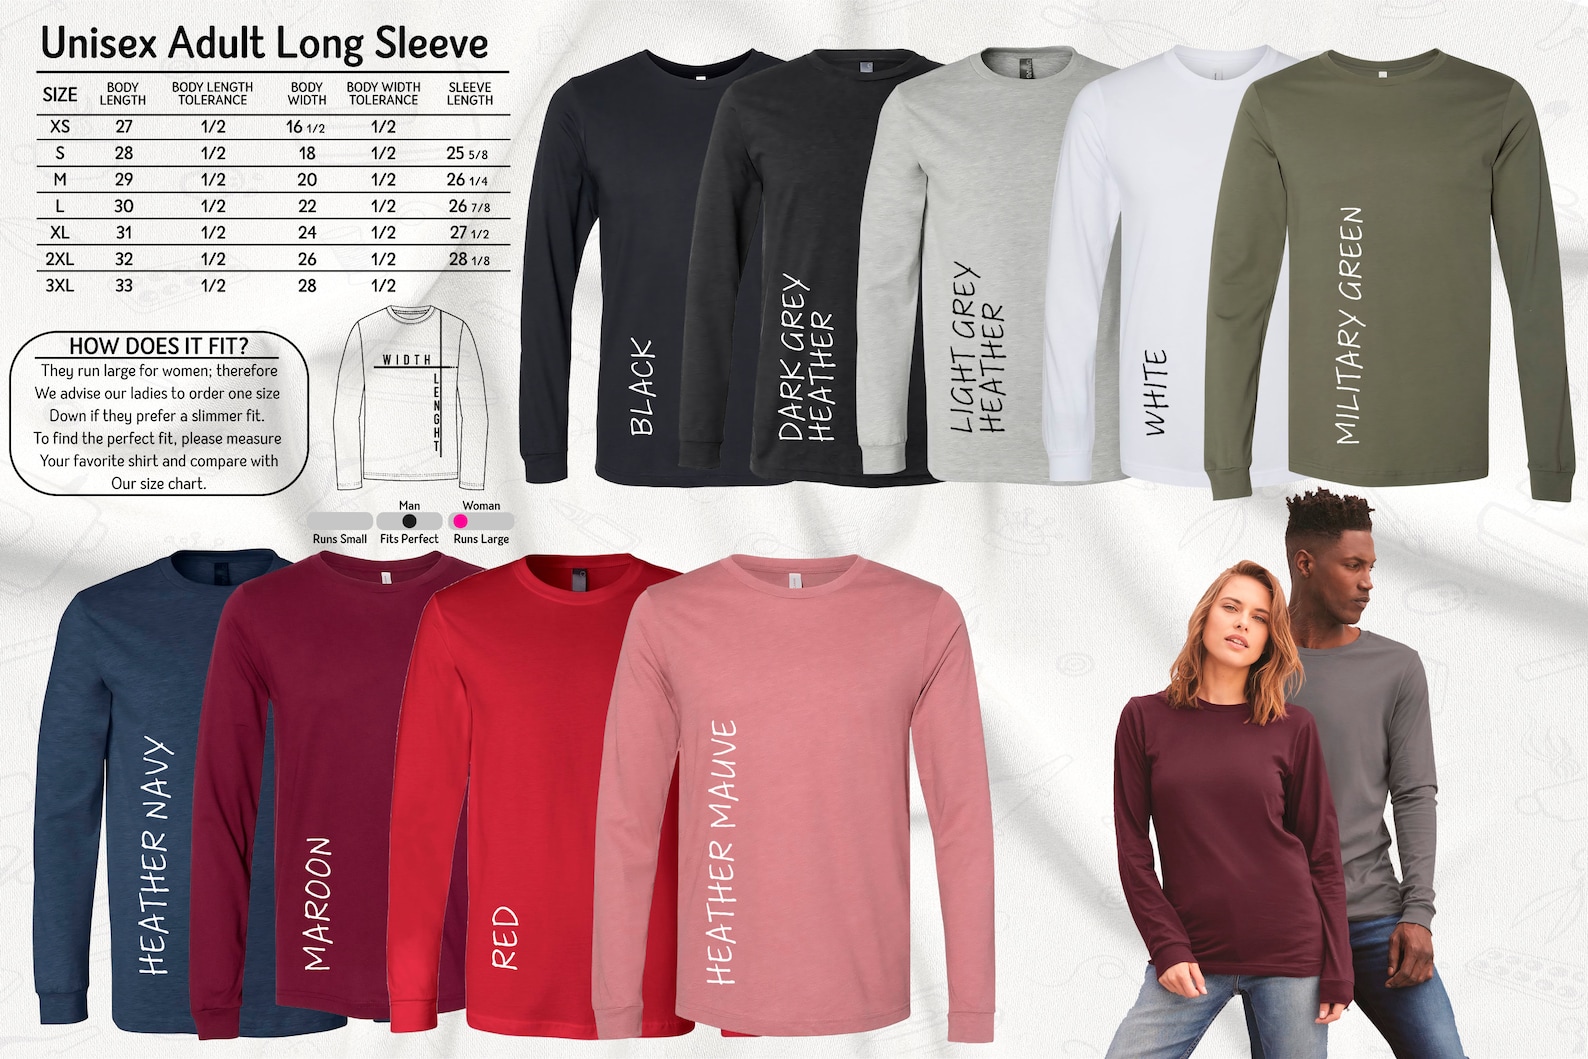 Unisex Adult Long Sleeve
SIZE BODY LENGTH BODY LENGTH TOLERANCE BODY WIDTH BODY WIDTH TOLERANCE SLEEVE LENGTH
XS 27 1/2 16 1/2 1/2
S 28 1/2 18 1/2 25 5/8
M 29 1/2 20 1/2 26 1/4
L 30 1/2 22 1/2 26 7/8
XL 31 1/2 24 1/2 27 1/2
2XL 32 1/2 26 1/2 28 1/8
3XL 33 1/2 28 1/2
HOW DOES IT FIT?
They run large for women; therefore
We advise our ladies to order one size
Down if they prefer a slimmer fit.
To find the perfect fit, please measure
Your favorite shirt and compare with
Our size chart.
WIDTH
LENGHT
Man Woman
Runs Small Fits Perfect Runs Large
BLACK
DARK GREY
HEATHER
LIGHT GREY
HEATHER
WHITE
MILITARY GREEN
HEATHER NAVY
MAROON
RED
HEATHER MAUVE